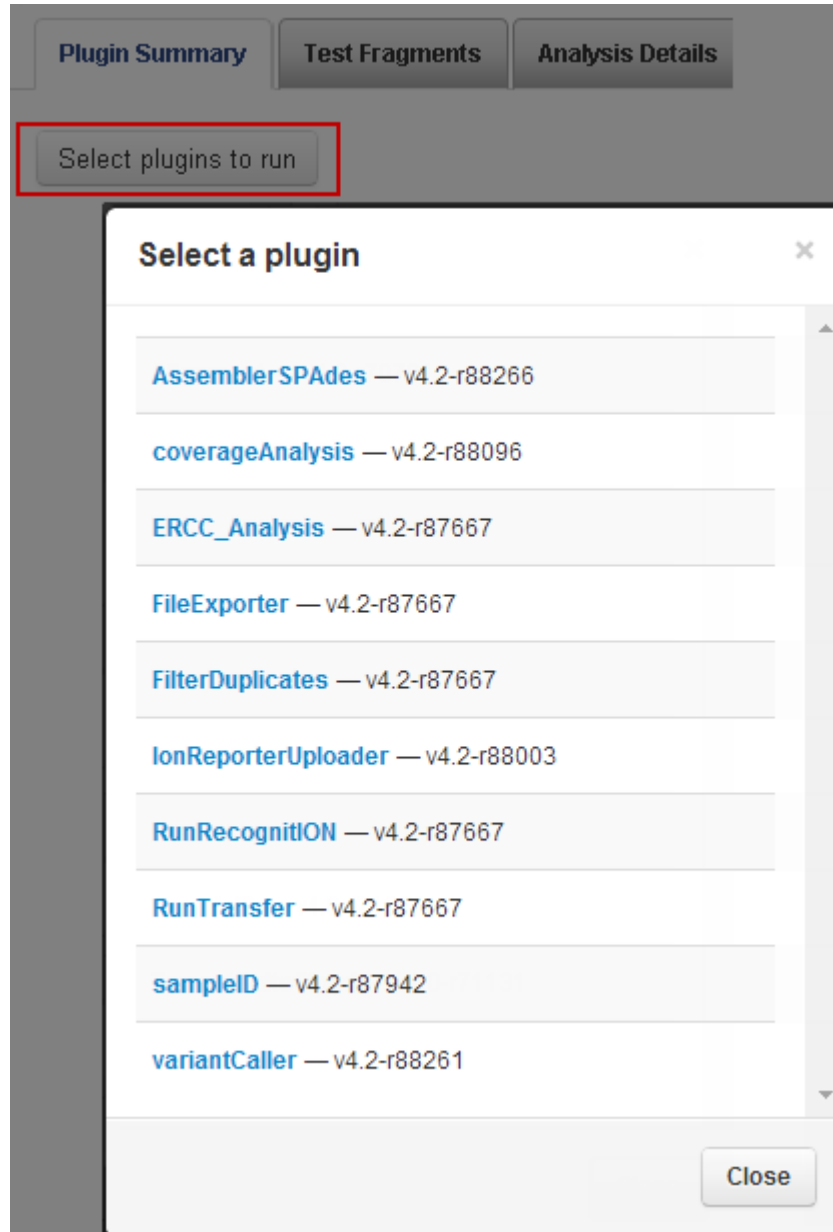 Plugin Summary Test Fragments Analysis Details
Select plugins to run
Select a plugin ×
AssemblerSPAdes — v4.2-r88266
coverageAnalysis — v4.2-r88096
ERCC_Analysis — v4.2-r87667
FileExporter — v4.2-r87667
FilterDuplicates — v4.2-r87667
IonReporterUploader — v4.2-r88003
RunRecognitION — v4.2-r87667
RunTransfer — v4.2-r87667
sampleID — v4.2-r87942
variantCaller — v4.2-r88261
Close